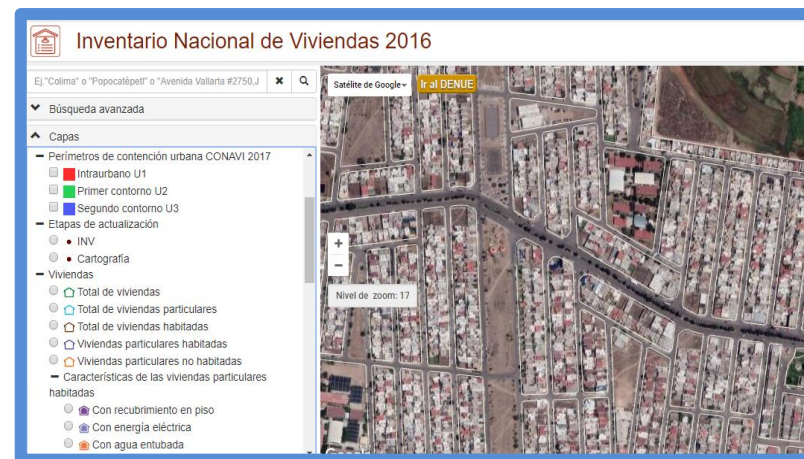 Inventario Nacional de Viviendas 2016
Ej."Colima" o "Popocatépetl" o "Avenida Vallarta #2750,J
Búsqueda avanzada
Capas
Perímetros de contención urbana CONAVI 2017
Intraurbano U1
Primer contorno U2
Segundo contorno U3
Etapas de actualización
INV
Cartografía
Viviendas
Total de viviendas
Total de viviendas particulares
Total de viviendas habitadas
Viviendas particulares habitadas
Viviendas particulares no habitadas
Características de las viviendas particulares
habitadas
Con recubrimiento en piso
Con energía eléctrica
Con agua entubada
Satélite de Google
Ir al DENUE
+
−
Nivel de zoom: 17